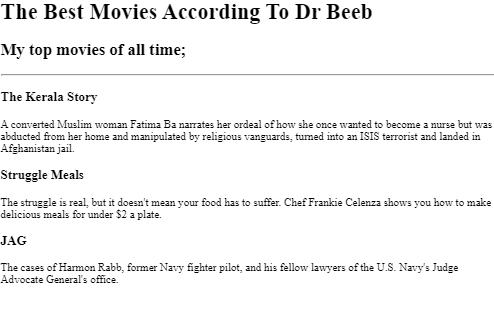 The Best Movies According To Dr Beeb
My top movies of all time;
The Kerala Story
A converted Muslim woman Fatima Ba narrates her ordeal of how she once wanted to become a nurse but was
abducted from her home and manipulated by religious vanguards, turned into an ISIS terrorist and landed in
Afghanistan jail.
Struggle Meals
The struggle is real, but it doesn't mean your food has to suffer. Chef Frankie Celenza shows you how to make
delicious meals for under $2 a plate.
JAG
The cases of Harmon Rabb, former Navy fighter pilot, and his fellow lawyers of the U.S. Navy's Judge
Advocate General's office.